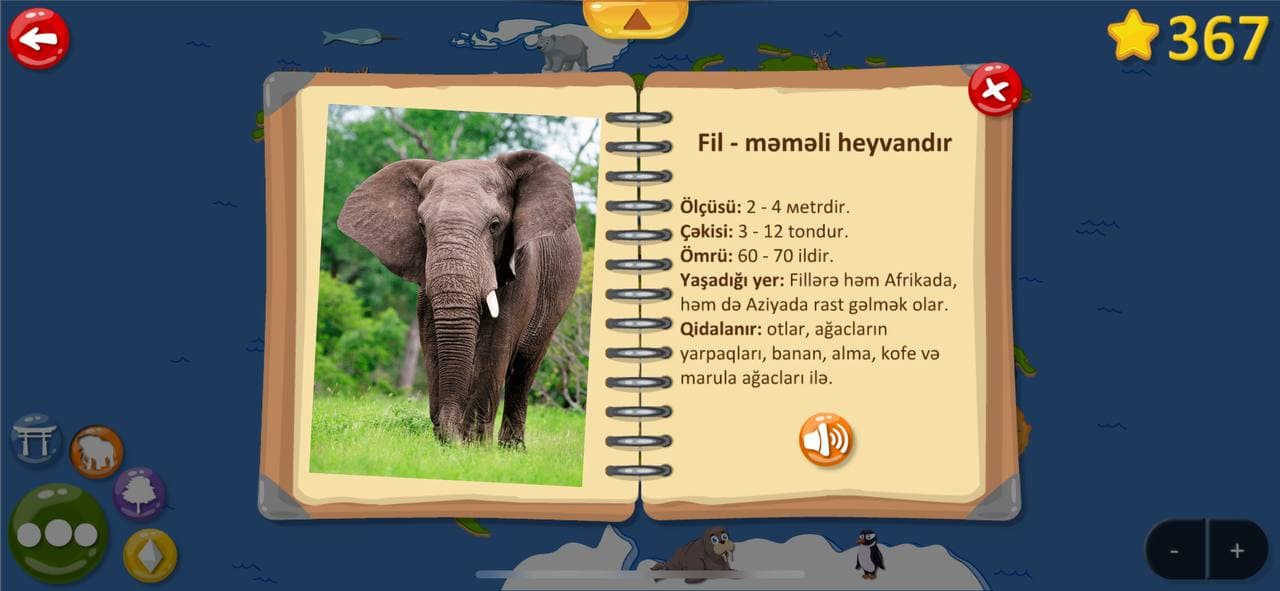 367
Fil - məməli heyvandır
Ölçüsü: 2 - 4 мetrdir.
Çəkisi: 3 - 12 tondur.
Ömrü: 60 - 70 ildir.
Yaşadığı yer: Fillərə həm Afrikada,
həm də Aziyada rast gəlmək olar.
Qidalanır: otlar, ağacların
yarpaqları, banan, alma, kofe və
marula ağacları ilə.
- +